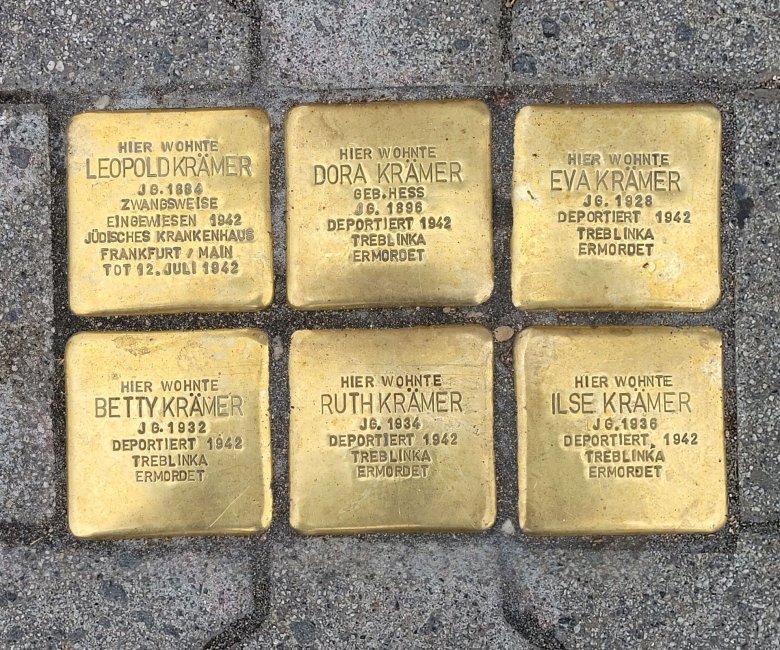 HIER WOHNTE
LEOPOLD KRÄMER
JG. 1884
ZWANGSWEISE
EINGEWIESEN 1942
JÜDISCHES KRANKENHAUS
FRANKFURT / MAIN
TOT 12. JULI 1942
HIER WOHNTE
DORA KRÄMER
GEB. HESS
JG. 1896
DEPORTIERT 1942
TREBLINKA
ERMORDET
HIER WOHNTE
EVA KRÄMER
JG. 1928
DEPORTIERT 1942
TREBLINKA
ERMORDET
HIER WOHNTE
BETTY KRÄMER
JG. 1932
DEPORTIERT 1942
TREBLINKA
ERMORDET
HIER WOHNTE
RUTH KRÄMER
JG. 1934
DEPORTIERT 1942
TREBLINKA
ERMORDET
HIER WOHNTE
ILSE KRÄMER
JG. 1936
DEPORTIERT 1942
TREBLINKA
ERMORDET